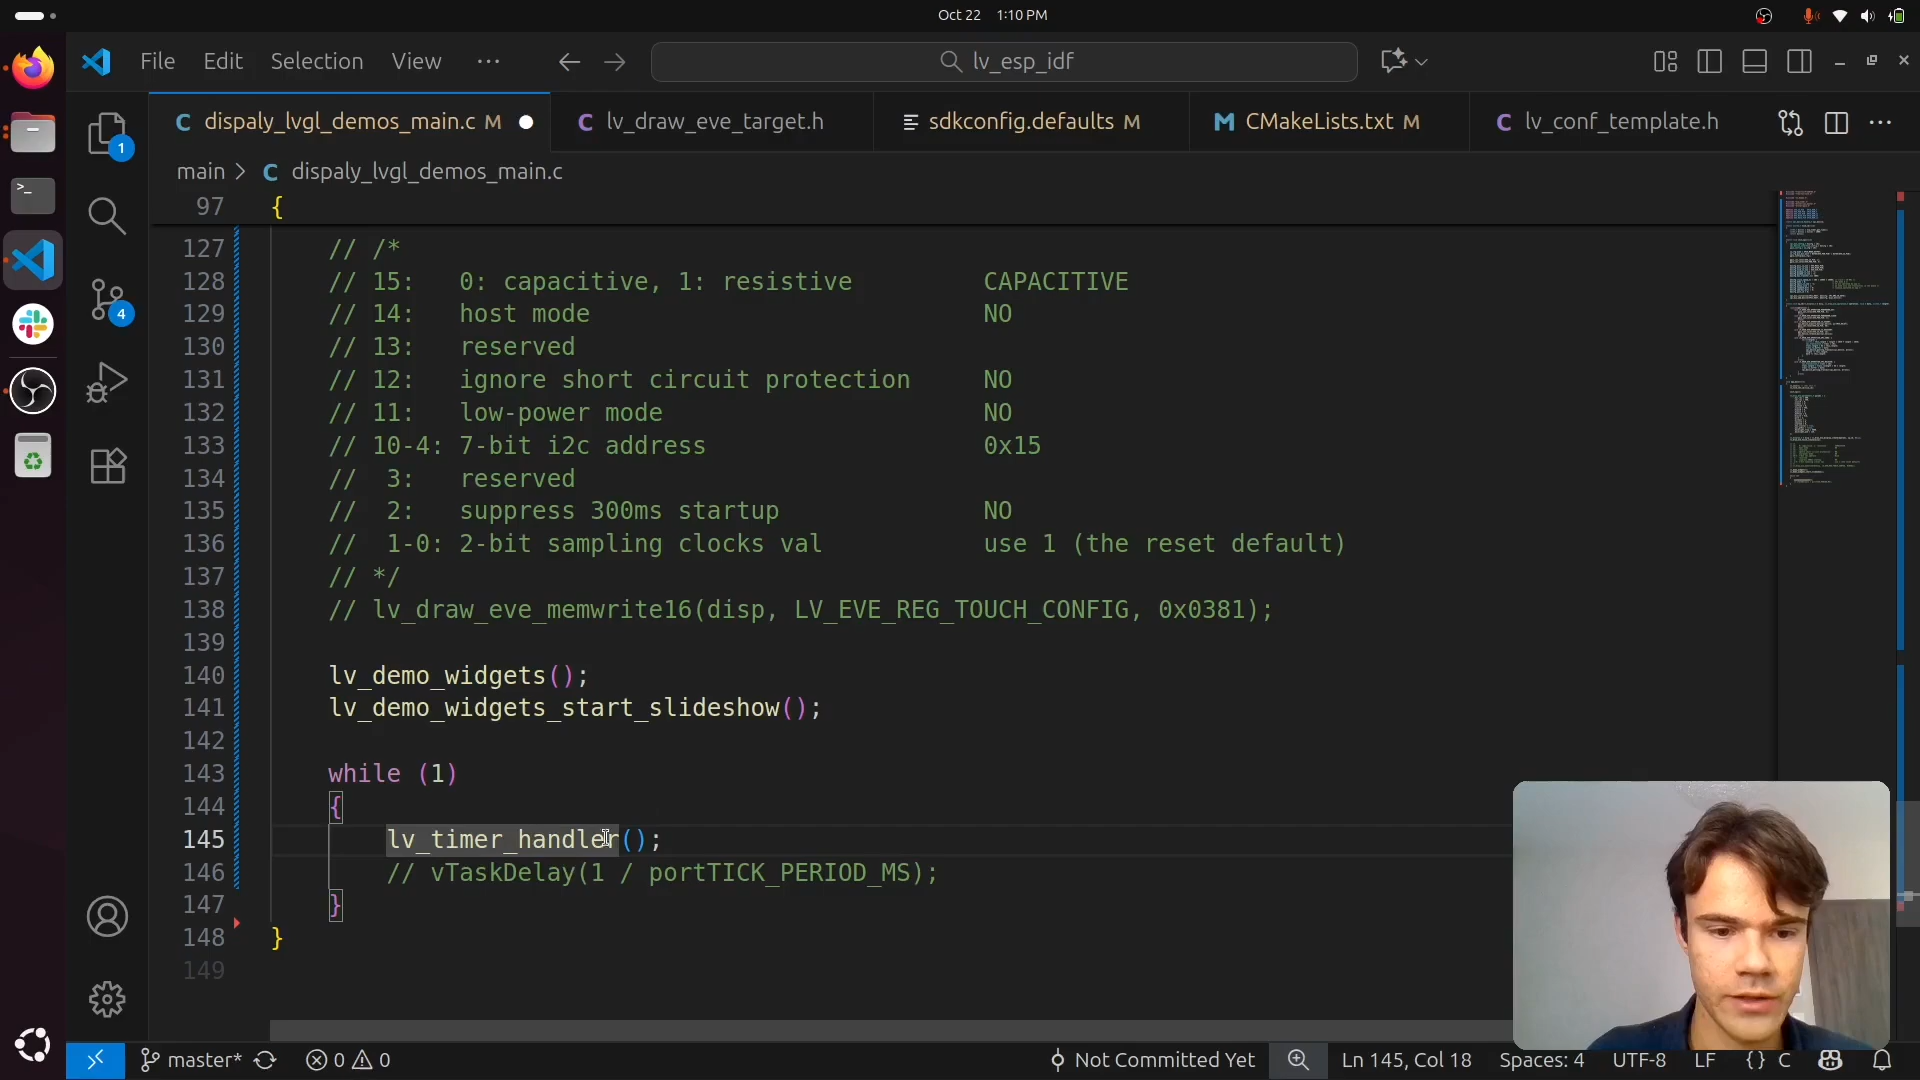 Oct 22 1:10 PM
File Edit Selection View ··· lv_esp_idf
C dispaly_lvgl_demos_main.c M C lv_draw_eve_target.h sdkconfig.defaults M M CMakeLists.txt M C lv_conf_template.h
main > C dispaly_lvgl_demos_main.c
97 {
127 // /*
128 // 15: 0: capacitive, 1: resistive CAPACITIVE
129 // 14: host mode NO
130 // 13: reserved
131 // 12: ignore short circuit protection NO
132 // 11: low-power mode NO
133 // 10-4: 7-bit i2c address 0x15
134 // 3: reserved
135 // 2: suppress 300ms startup NO
136 // 1-0: 2-bit sampling clocks val use 1 (the reset default)
137 // */
138 // lv_draw_eve_memwrite16(disp, LV_EVE_REG_TOUCH_CONFIG, 0x0381);
139
140 lv_demo_widgets();
141 lv_demo_widgets_start_slideshow();
142
143 while (1)
144 {
145 lv_timer_handler();
146 // vTaskDelay(1 / portTICK_PERIOD_MS);
147 }
148 }
149
1
4
master* 0 0 Not Committed Yet Ln 145, Col 18 Spaces: 4 UTF-8 LF {} C